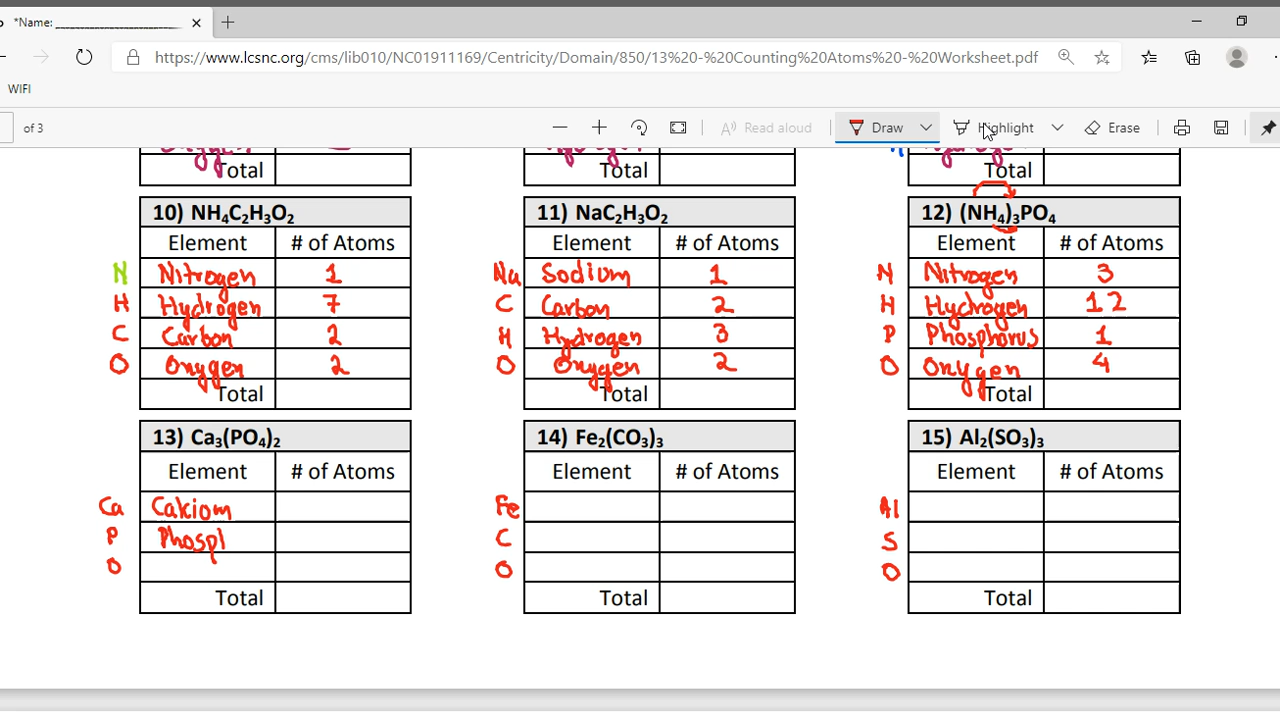 *Name: ____________________
https://www.lcsnc.org/cms/lib010/NC01911169/Centricity/Domain/850/13%20-%20Counting%20Atoms%20-%20Worksheet.pdf
WIFI
of 3
Read aloud
Draw
Highlight
Erase
Total
Total
Total
10) NH₄C₂H₃O₂
Element # of Atoms
N Nitrogen 1
H Hydrogen 7
C Carbon 2
O Oxygen 2
Total
11) NaC₂H₃O₂
Element # of Atoms
Na Sodium 1
C Carbon 2
H Hydrogen 3
O Oxygen 2
Total
12) (NH₄)₃PO₄
Element # of Atoms
N Nitrogen 3
H Hydrogen 12
P Phosphorus 1
O Oxygen 4
Total
13) Ca₃(PO₄)₂
Element # of Atoms
Ca Calciom
P Phospl
O
Total
14) Fe₂(CO₃)₃
Element # of Atoms
Fe
C
O
Total
15) Al₂(SO₃)₃
Element # of Atoms
Al
S
O
Total